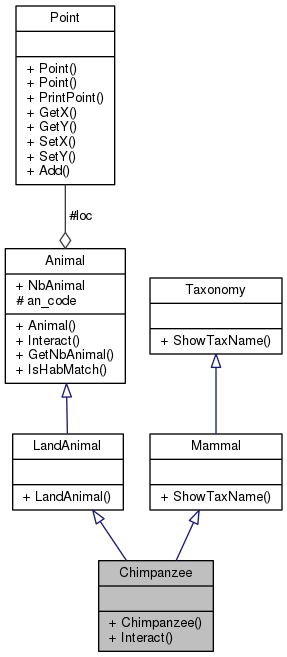 Point
+ Point()
+ Point()
+ PrintPoint()
+ GetX()
+ GetY()
+ SetX()
+ SetY()
+ Add()
#loc
Animal
+ NbAnimal
# an_code
+ Animal()
+ Interact()
+ GetNbAnimal()
+ IsHabMatch()
Taxonomy
+ ShowTaxName()
LandAnimal
+ LandAnimal()
Mammal
+ ShowTaxName()
Chimpanzee
+ Chimpanzee()
+ Interact()